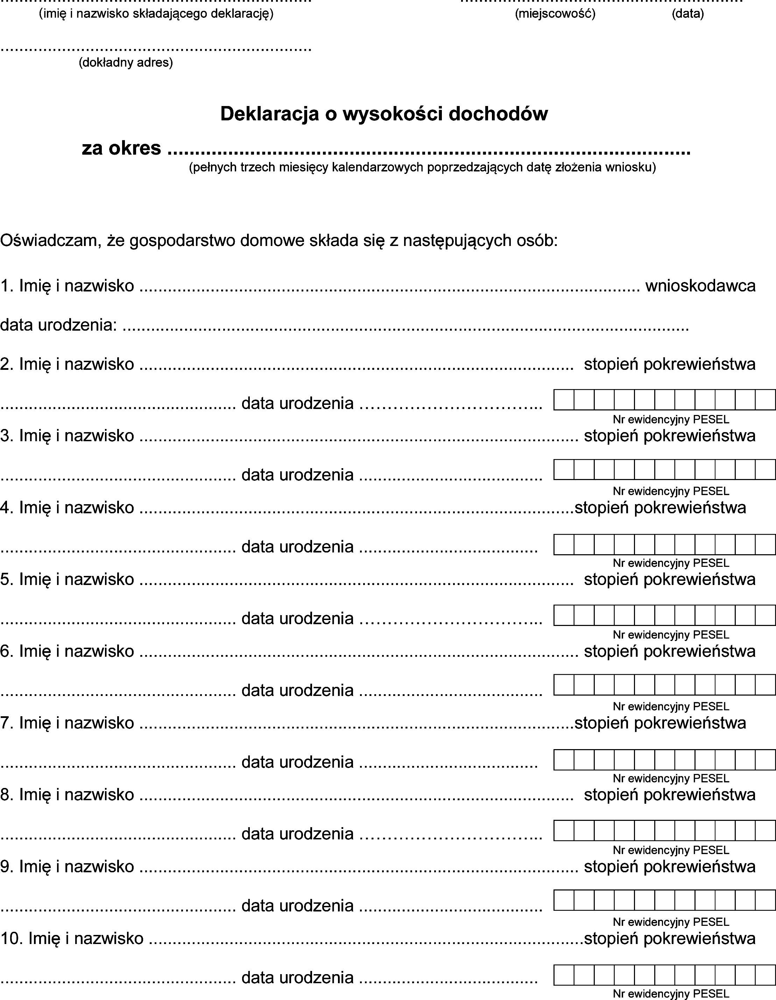 .................................................................. ............................................................
(imię i nazwisko składającego deklarację) (miejscowość) (data)
..................................................................
(dokładny adres)
Deklaracja o wysokości dochodów
za okres ...............................................................................................
(pełnych trzech miesięcy kalendarzowych poprzedzających datę złożenia wniosku)
Oświadczam, że gospodarstwo domowe składa się z następujących osób:
1. Imię i nazwisko .......................................................................................................... wnioskodawca
data urodzenia: ........................................................................................................................
2. Imię i nazwisko ............................................................................................ stopień pokrewieństwa
.................................................. data urodzenia ……………………………...
Nr ewidencyjny PESEL
3. Imię i nazwisko ............................................................................................. stopień pokrewieństwa
.................................................. data urodzenia .......................................
Nr ewidencyjny PESEL
4. Imię i nazwisko ............................................................................................stopień pokrewieństwa
.................................................. data urodzenia ......................................
Nr ewidencyjny PESEL
5. Imię i nazwisko ............................................................................................ stopień pokrewieństwa
.................................................. data urodzenia ……………………………...
Nr ewidencyjny PESEL
6. Imię i nazwisko ............................................................................................. stopień pokrewieństwa
.................................................. data urodzenia .......................................
Nr ewidencyjny PESEL
7. Imię i nazwisko ............................................................................................stopień pokrewieństwa
.................................................. data urodzenia ......................................
Nr ewidencyjny PESEL
8. Imię i nazwisko ............................................................................................ stopień pokrewieństwa
.................................................. data urodzenia ……………………………...
Nr ewidencyjny PESEL
9. Imię i nazwisko ............................................................................................. stopień pokrewieństwa
.................................................. data urodzenia .......................................
Nr ewidencyjny PESEL
10. Imię i nazwisko ............................................................................................stopień pokrewieństwa
.................................................. data urodzenia ......................................
Nr ewidencyjny PESEL